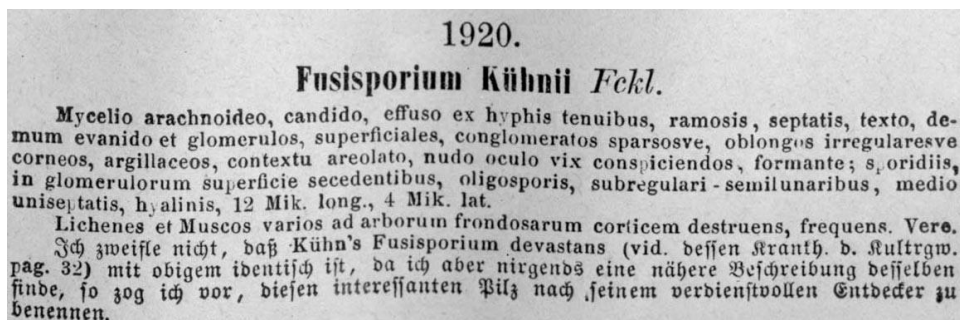 1920.
Fusisporium Kühnii Fckl.
Mycelio arachnoideo, candido, effuso ex hyphis tenuibus, ramosis, septatis, texto, de-
mum evanido et glomerulos, superficiales, conglomeratos sparsosve, oblongos irregularesve
corneos, argillaceos, contextu areolato, nudo oculo vix conspiciendos, formante; sporidiis,
in glomerulorum superficie secedentibus, oligosporis, subregulari-semilunaribus, medio
uniseptatis, hyalinis, 12 Mik. long., 4 Mik. lat.
Lichenes et Muscos varios ad arborum frondosarum corticem destruens, frequens. Vere.
Ich zweifle nicht, daß Kühn's Fusisporium devastans (vid. dessen Kranth. d. Kultrgw.
pag. 32) mit obigem identisch ist, da ich aber nirgends eine nähere Beschreibung desselben
finde, so zog ich vor, diesen interessanten Pilz nach seinem verdienstvollen Entdecker zu
benennen.